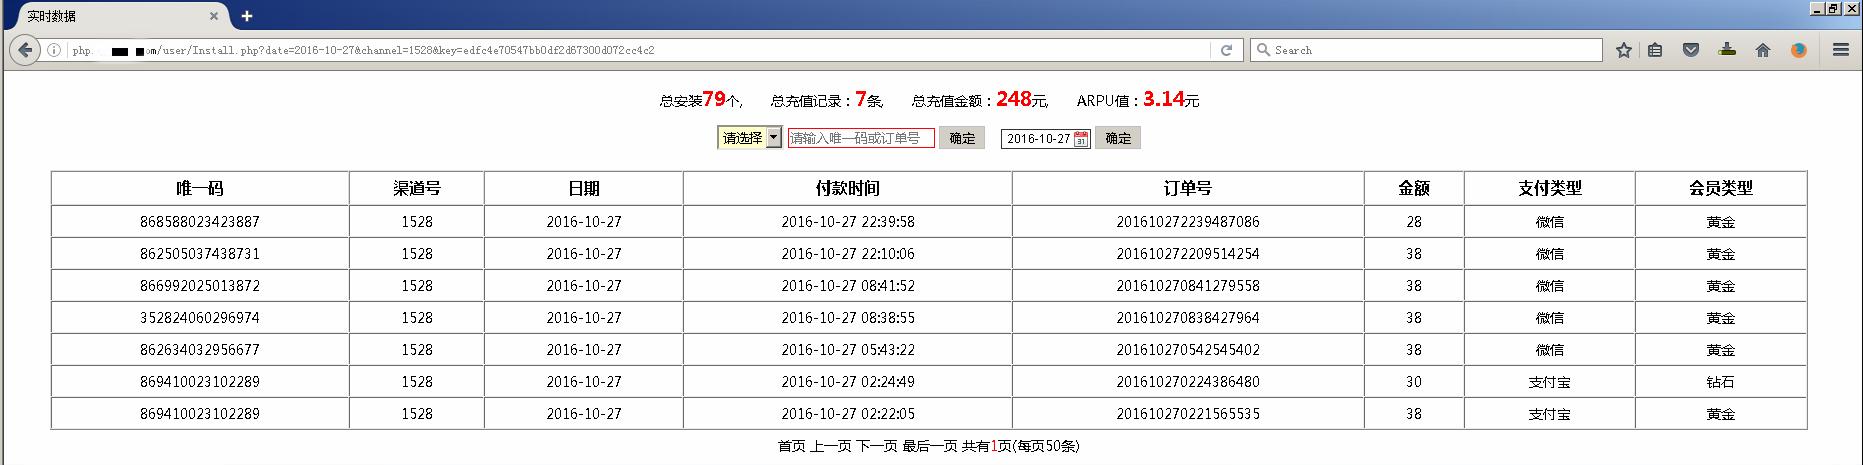 实时数据
php. om/user/Install.php?date=2016-10-27&channel=1528&key=edfc4e70547bb0df2d67300d072cc4c2 Search
总安装79个, 总充值记录：7条, 总充值金额：248元, ARPU值：3.14元
请选择 请输入唯一码或订单号 确定 2016-10-27 31 确定
唯一码 渠道号 日期 付款时间 订单号 金额 支付类型 会员类型
868588023423887 1528 2016-10-27 2016-10-27 22:39:58 201610272239487086 28 微信 黄金
862505037438731 1528 2016-10-27 2016-10-27 22:10:06 201610272209514254 38 微信 黄金
866992025013872 1528 2016-10-27 2016-10-27 08:41:52 201610270841279558 38 微信 黄金
352824060296974 1528 2016-10-27 2016-10-27 08:38:55 201610270838427964 38 微信 黄金
862634032956677 1528 2016-10-27 2016-10-27 05:43:22 201610270542545402 38 微信 黄金
869410023102289 1528 2016-10-27 2016-10-27 02:24:49 201610270224386480 30 支付宝 钻石
869410023102289 1528 2016-10-27 2016-10-27 02:22:05 201610270221565535 38 支付宝 黄金
首页 上一页 下一页 最后一页 共有1页(每页50条)